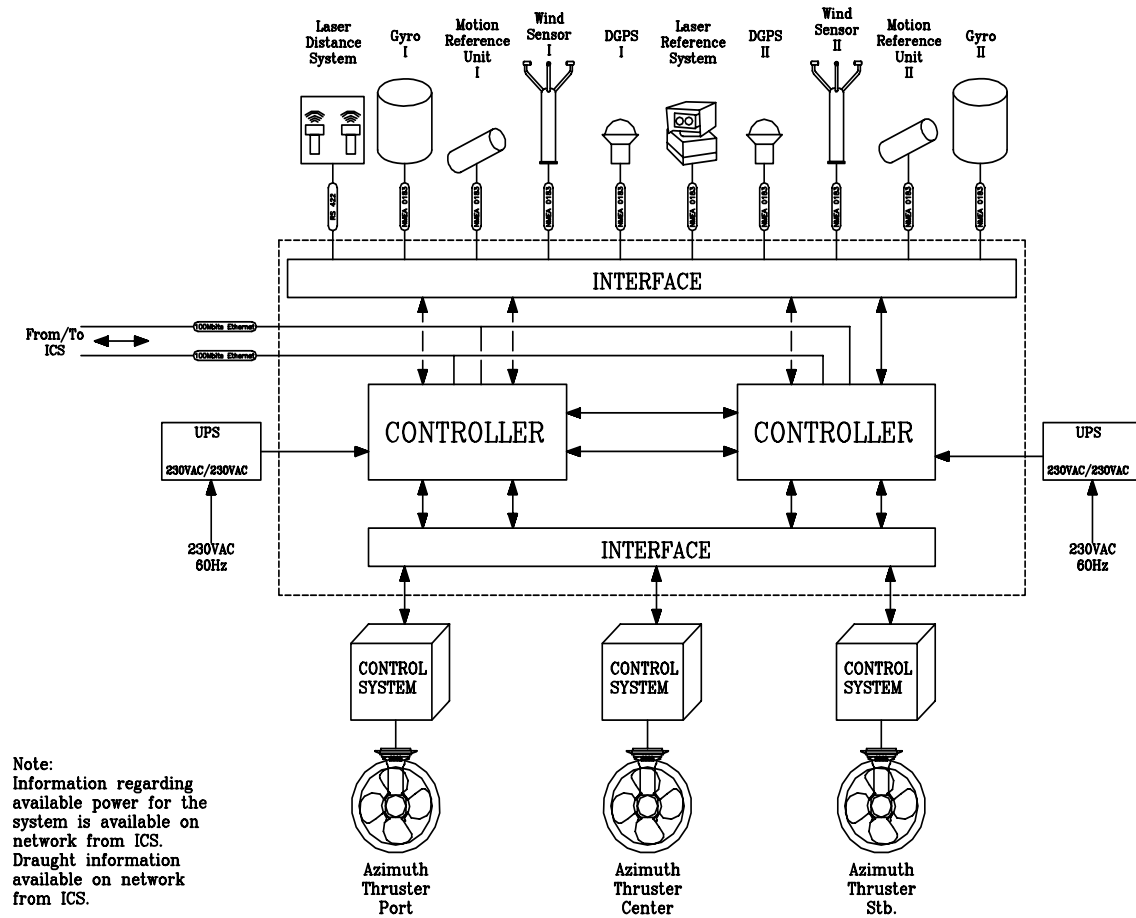 Laser
Distance
System
Gyro
I
Motion
Reference
Unit
I
Wind
Sensor
I
DGPS
I
Laser
Reference
System
DGPS
II
Wind
Sensor
II
Motion
Reference
Unit
II
Gyro
II
RS 422
NMEA 0183
NMEA 0183
NMEA 0183
NMEA 0183
NMEA 0183
NMEA 0183
NMEA 0183
NMEA 0183
NMEA 0183
INTERFACE
From/To
ICS
100Mbits Ethernet
100Mbits Ethernet
CONTROLLER
CONTROLLER
UPS
230VAC/230VAC
UPS
230VAC/230VAC
230VAC
60Hz
230VAC
60Hz
INTERFACE
CONTROL
SYSTEM
CONTROL
SYSTEM
CONTROL
SYSTEM
Azimuth
Thruster
Port
Azimuth
Thruster
Center
Azimuth
Thruster
Stb.
Note:
Information regarding
available power for the
system is available on
network from ICS.
Draught information
available on network
from ICS.